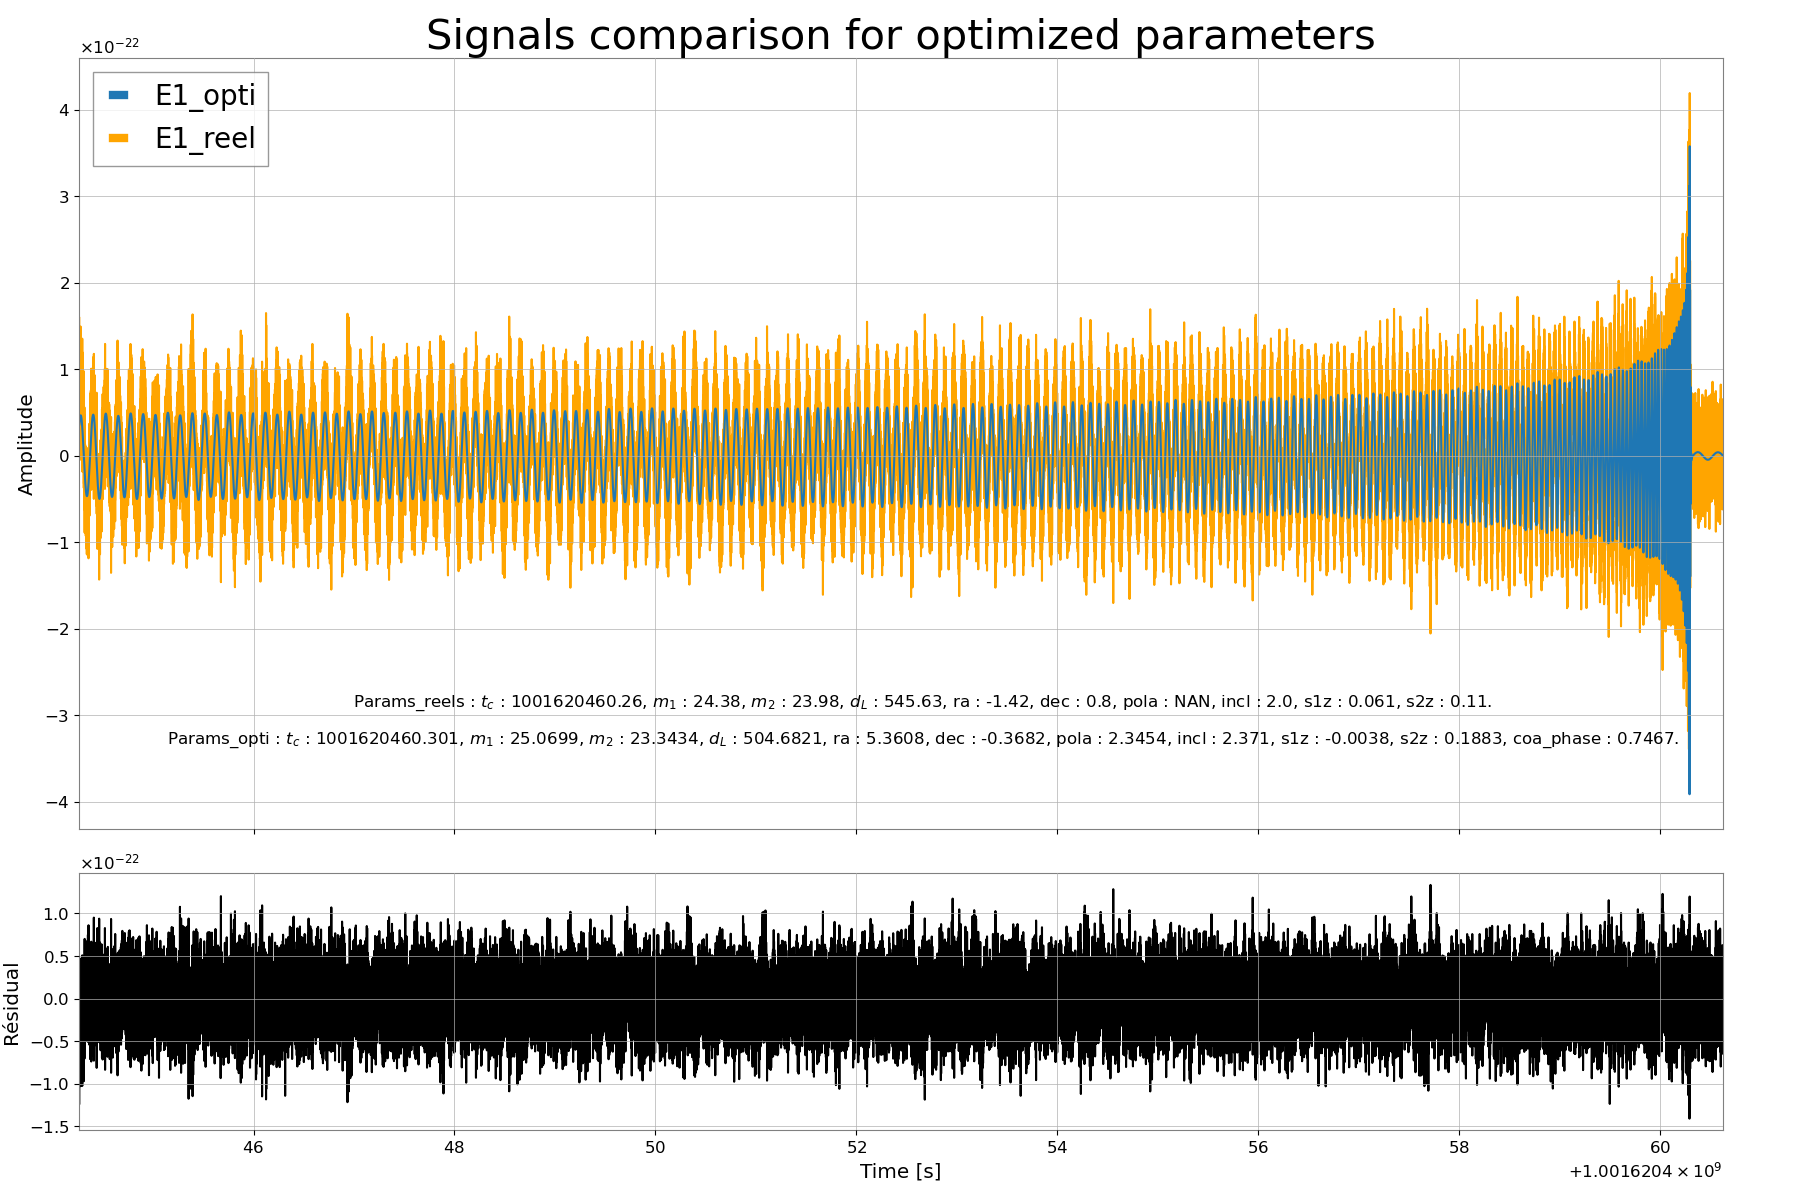 Signals comparison for optimized parameters
×10⁻²²
E1_opti
E1_reel
4
3
2
1
0
−1
−2
−3
−4
Amplitude
Params_reels : t_c : 1001620460.26, m₁ : 24.38, m₂ : 23.98, d_L : 545.63, ra : -1.42, dec : 0.8, pola : NAN, incl : 2.0, s1z : 0.061, s2z : 0.11.
Params_opti : t_c : 1001620460.301, m₁ : 25.0699, m₂ : 23.3434, d_L : 504.6821, ra : 5.3608, dec : -0.3682, pola : 2.3454, incl : 2.371, s1z : -0.0038, s2z : 0.1883, coa_phase : 0.7467.
×10⁻²²
1.0
0.5
0.0
−0.5
−1.0
−1.5
Résidual
46 48 50 52 54 56 58 60
Time [s]
+1.0016204 × 10⁹